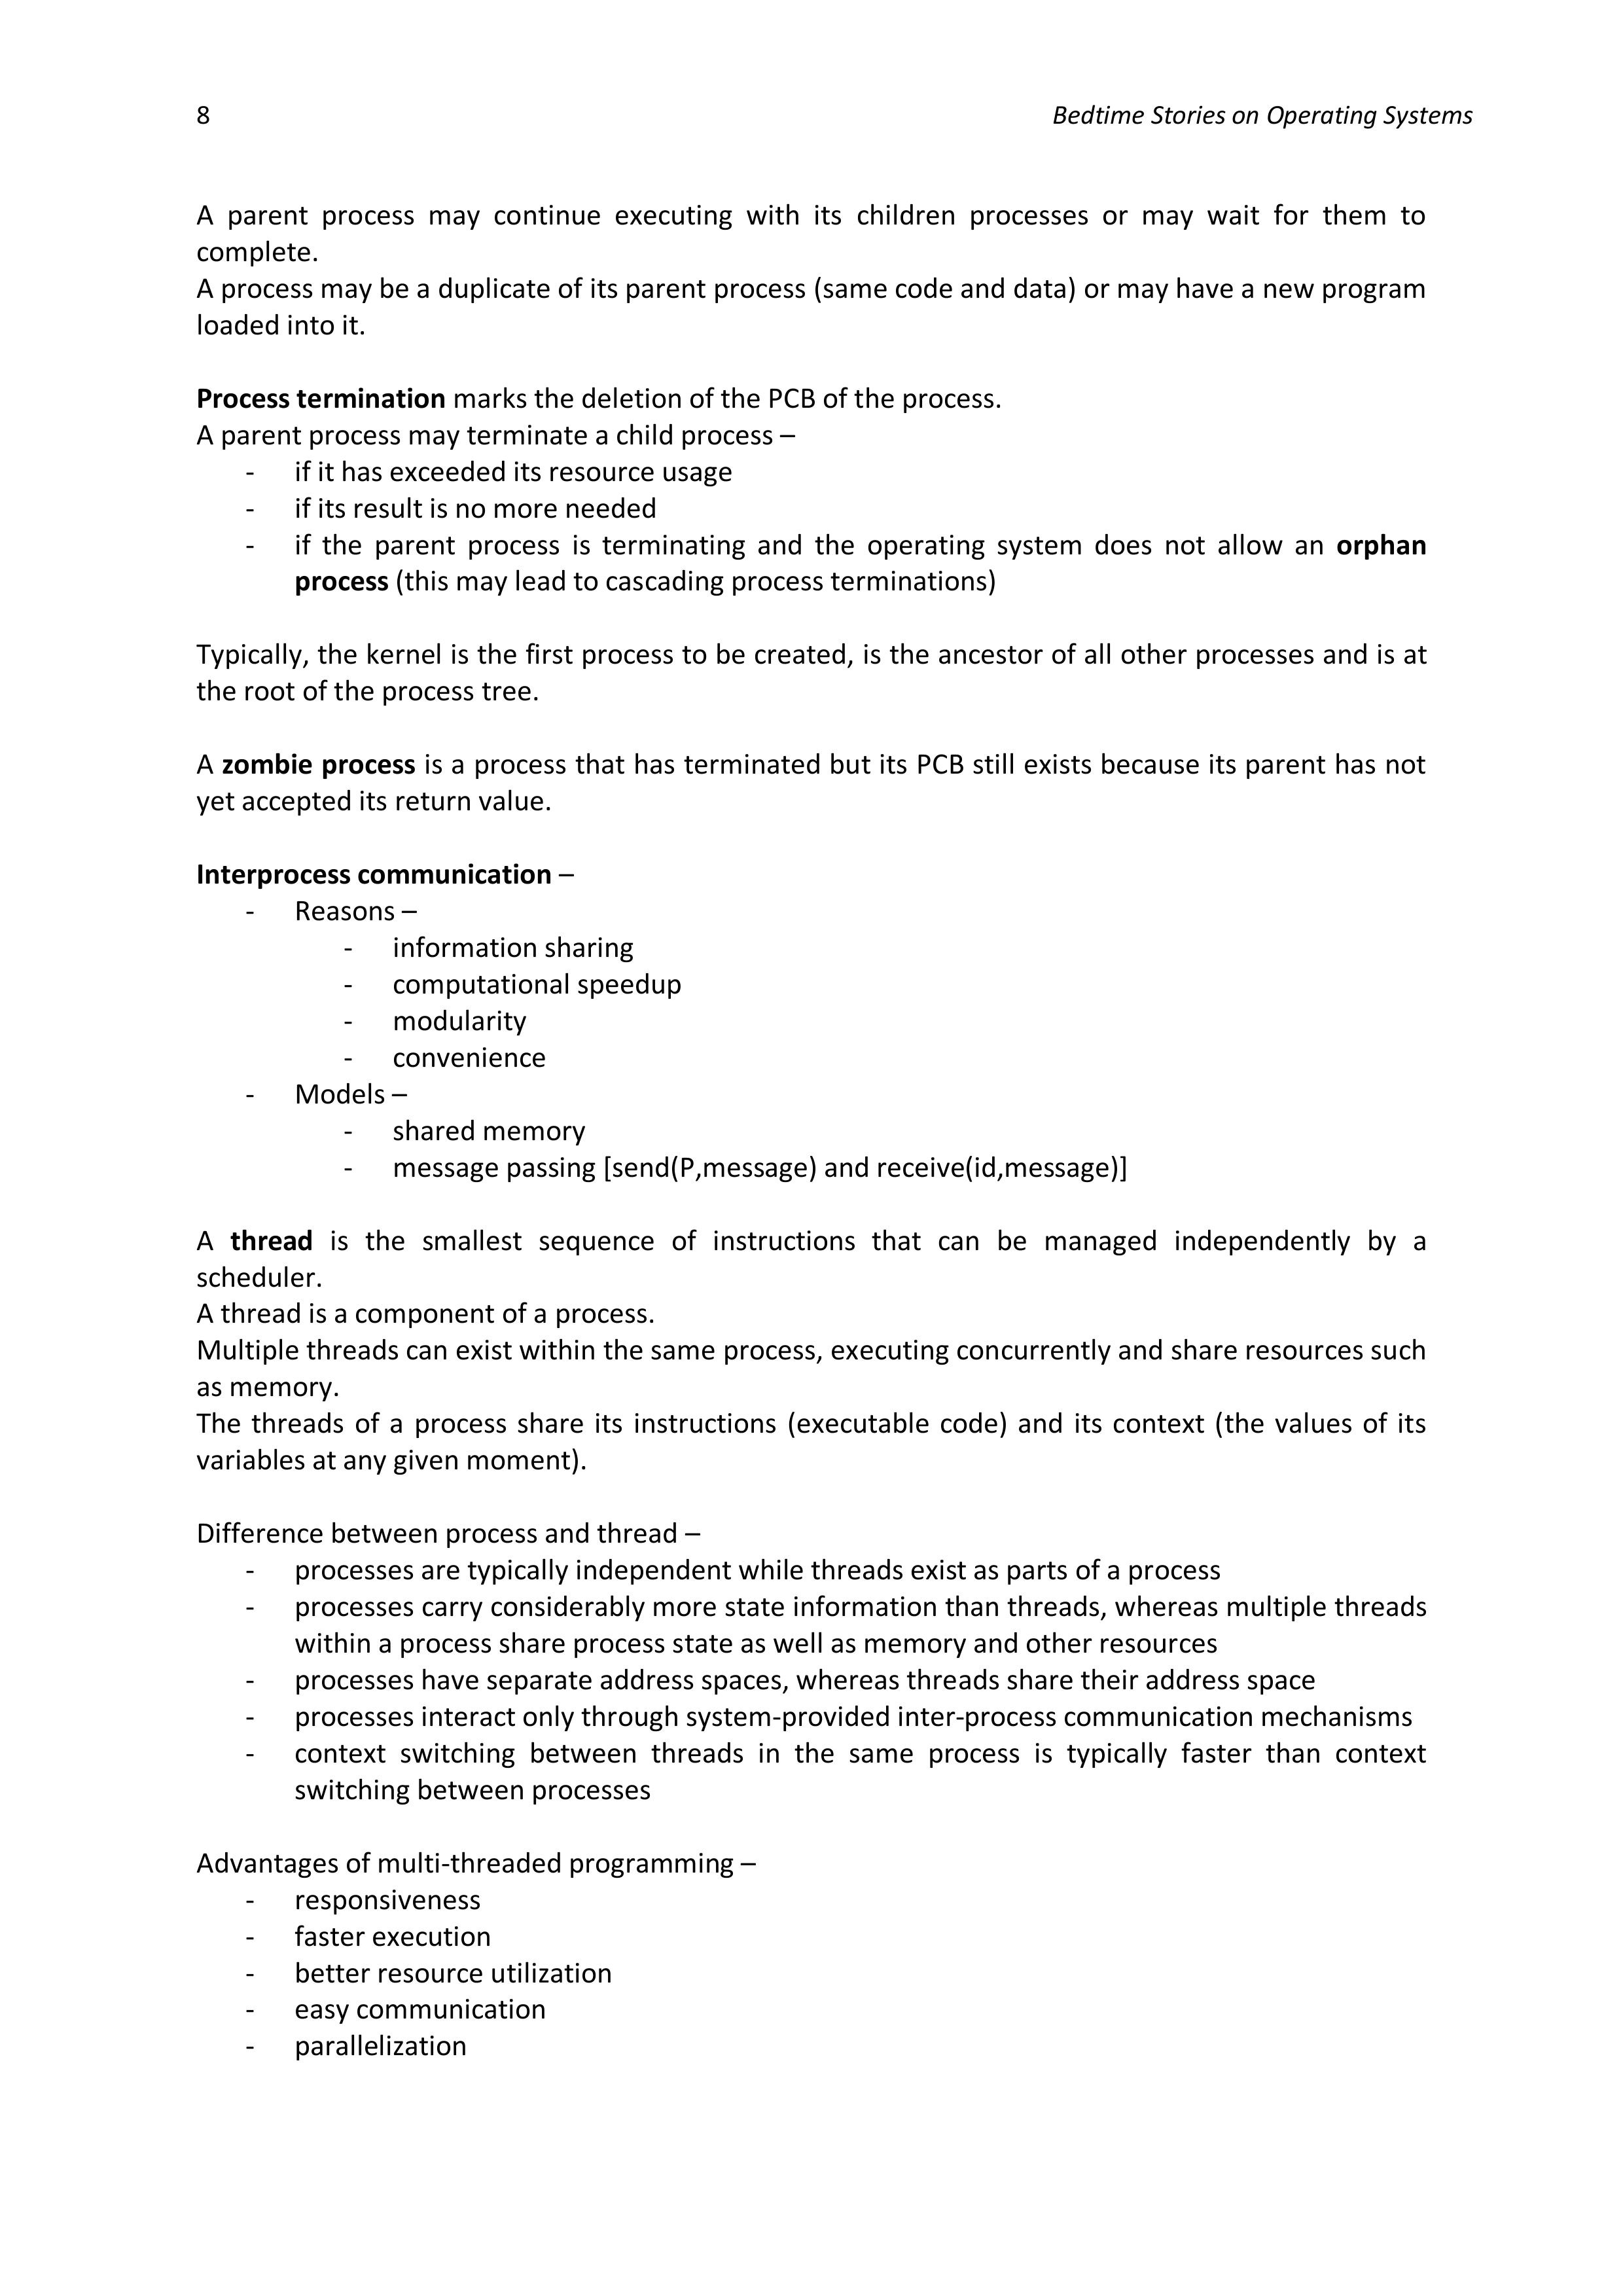 8 Bedtime Stories on Operating Systems
A parent process may continue executing with its children processes or may wait for them to
complete.
A process may be a duplicate of its parent process (same code and data) or may have a new program
loaded into it.
Process termination marks the deletion of the PCB of the process.
A parent process may terminate a child process –
- if it has exceeded its resource usage
- if its result is no more needed
- if the parent process is terminating and the operating system does not allow an orphan
process (this may lead to cascading process terminations)
Typically, the kernel is the first process to be created, is the ancestor of all other processes and is at
the root of the process tree.
A zombie process is a process that has terminated but its PCB still exists because its parent has not
yet accepted its return value.
Interprocess communication –
- Reasons –
- information sharing
- computational speedup
- modularity
- convenience
- Models –
- shared memory
- message passing [send(P,message) and receive(id,message)]
A thread is the smallest sequence of instructions that can be managed independently by a
scheduler.
A thread is a component of a process.
Multiple threads can exist within the same process, executing concurrently and share resources such
as memory.
The threads of a process share its instructions (executable code) and its context (the values of its
variables at any given moment).
Difference between process and thread –
- processes are typically independent while threads exist as parts of a process
- processes carry considerably more state information than threads, whereas multiple threads
within a process share process state as well as memory and other resources
- processes have separate address spaces, whereas threads share their address space
- processes interact only through system-provided inter-process communication mechanisms
- context switching between threads in the same process is typically faster than context
switching between processes
Advantages of multi-threaded programming –
- responsiveness
- faster execution
- better resource utilization
- easy communication
- parallelization